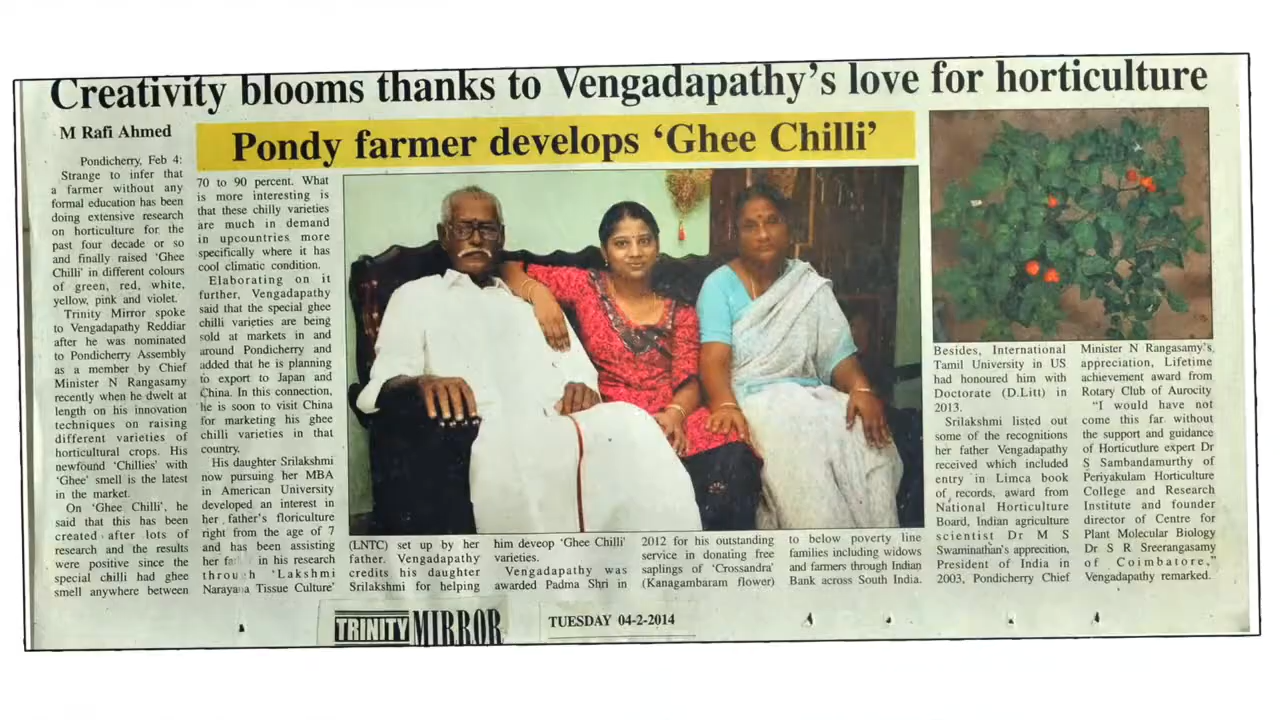 Creativity blooms thanks to Vengadapathy's love for horticulture
M Rafi Ahmed
Pondy farmer develops 'Ghee Chilli'
Pondicherry, Feb 4:
Strange to infer that
a farmer without any
formal education has been
doing extensive research
on horticulture for the
past four decade or so
and finally raised 'Ghee
Chilli' in different colours
of green, red, white,
yellow, pink and violet.
Trinity Mirror spoke
to Vengadapathy Reddiar
after he was nominated
to Pondicherry Assembly
as a member by Chief
Minister N Rangasamy
recently when he dwelt at
length on his innovation
techniques on raising
different varieties of
horticultural crops. His
newfound 'Chillies' with
'Ghee' smell is the latest
in the market.
On 'Ghee Chilli', he
said that this has been
created after lots of
research and the results
were positive since the
special chilli had ghee
smell anywhere between
70 to 90 percent. What
is more interesting is
that these chilly varieties
are much in demand
in upcountries more
specifically where it has
cool climatic condition.
Elaborating on it
further, Vengadapathy
said that the special ghee
chilli varieties are being
sold at markets in and
around Pondicherry and
added that he is planning
to export to Japan and
China. In this connection,
he is soon to visit China
for marketing his ghee
chilli varieties in that
country.
His daughter Srilakshmi
now pursuing her MBA
in American University
developed an interest in
her father's floriculture
right from the age of 7
and has been assisting
her in his research
through 'Lakshmi
Narayana Tissue Culture'
(LNTC) set up by her
father. Vengadapathy
credits his daughter
Srilakshmi for helping
him deveop 'Ghee Chilli'
varieties.
Vengadapathy was
awarded Padma Shri in
2012 for his outstanding
service in donating free
saplings of 'Crossandra'
(Kanagambaram flower)
to below poverty line
families including widows
and farmers through Indian
Bank across South India.
Besides, International
Tamil University in US
had honoured him with
Doctorate (D.Litt) in
2013.
Srilakshmi listed out
some of the recognitions
her father Vengadapathy
received which included
entry in Limca book
of records, award from
National Horticulture
Board, Indian agriculture
scientist Dr M S
Swaminathan's apprecition,
President of India in
2003, Pondicherry Chief
Minister N Rangasamy's,
appreciation, Lifetime
achievement award from
Rotary Club of Aurocity
"I would have not
come this far without
the support and guidance
of Horticutlure expert Dr
S Sambandamurthy of
Periyakulam Horticulture
College and Research
Institute and founder
director of Centre for
Plant Molecular Biology
Dr S R Sreerangasamy
of Coimbatore,"
Vengadapathy remarked.
TRINITY MIRROR
TUESDAY 04-2-2014